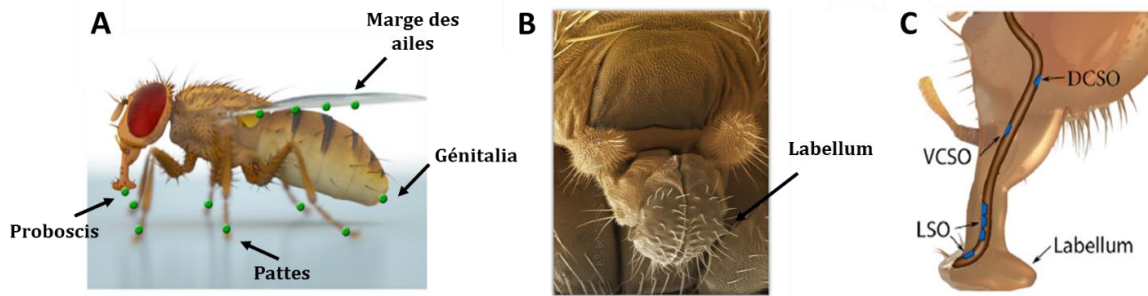 A
Marge des
ailes
Génitalia
Proboscis
Pattes
B
Labellum
C
DCSO
VCSO
LSO
Labellum